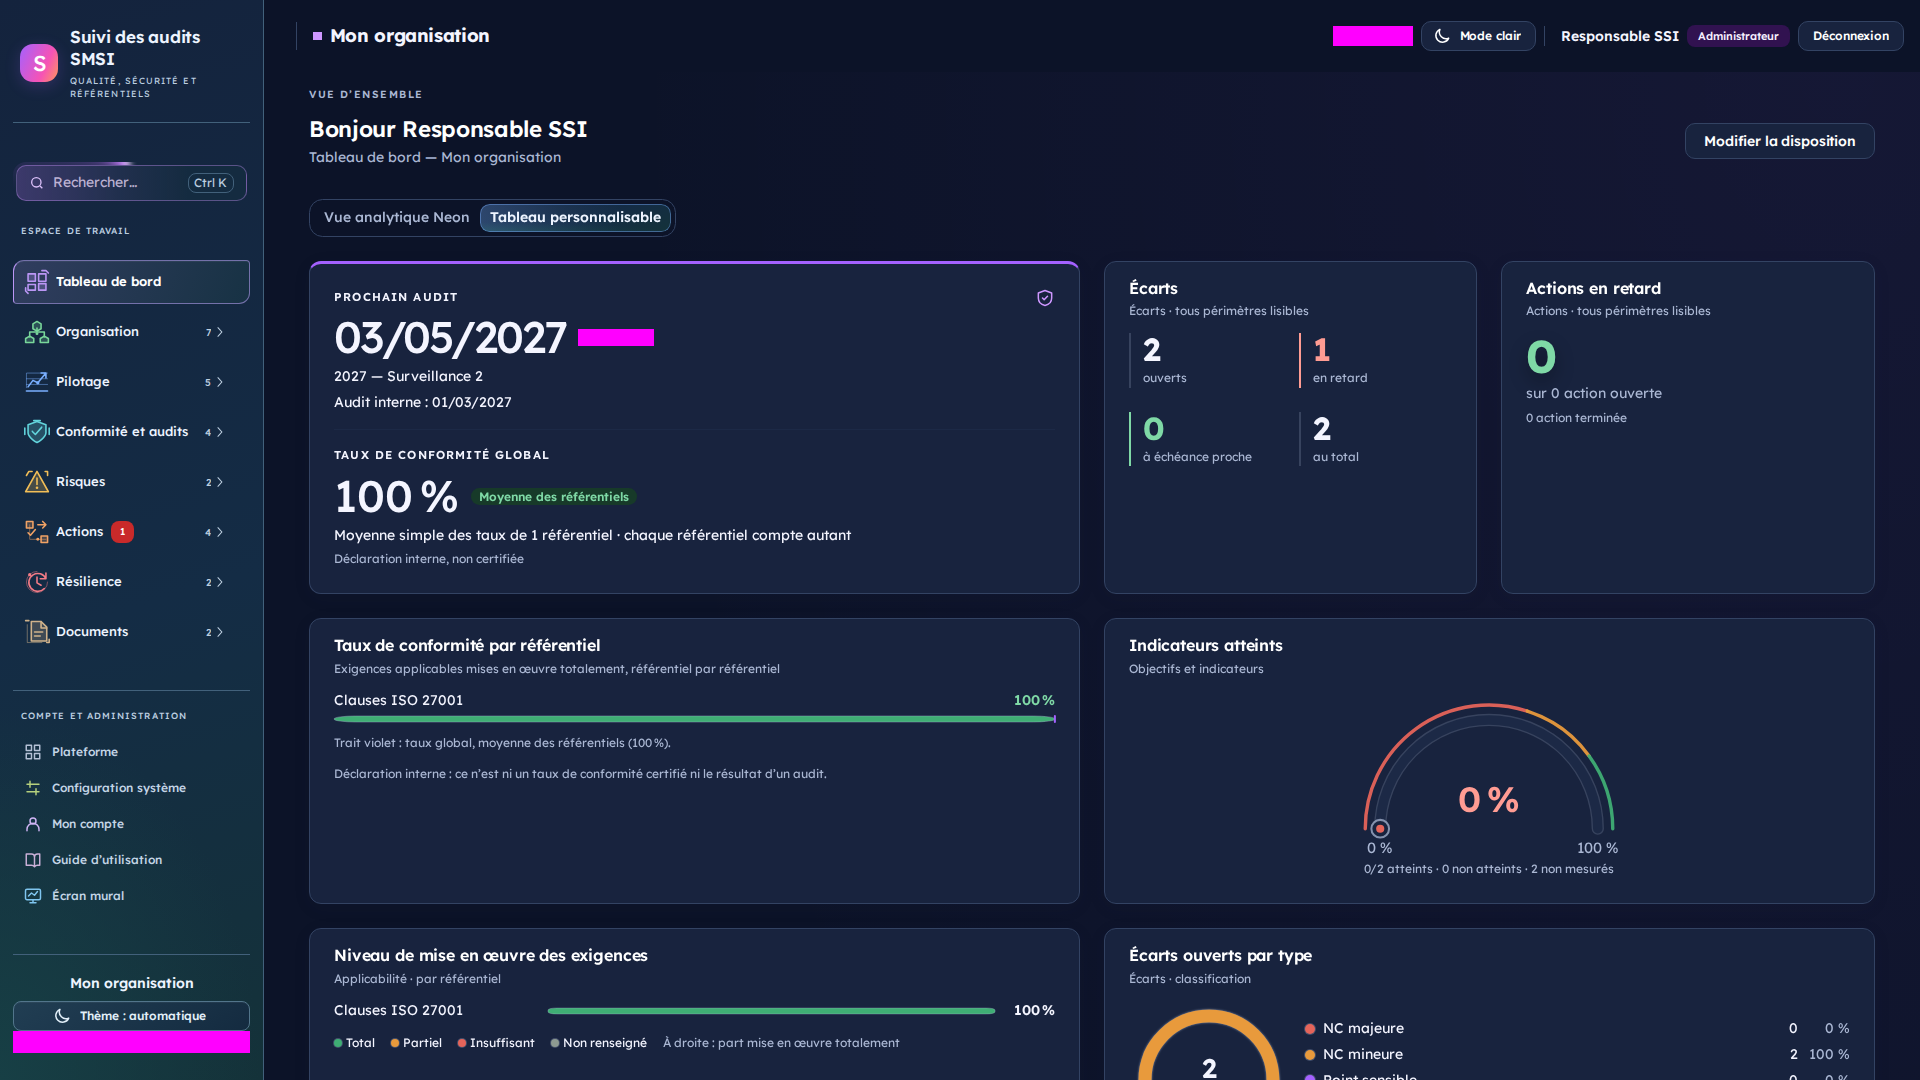 Suivi des audits
SMSI
QUALITÉ, SÉCURITÉ ET
RÉFÉRENTIELS
S
Rechercher…
Ctrl K
ESPACE DE TRAVAIL
Tableau de bord
Organisation 7
Pilotage 5
Conformité et audits 4
Risques 2
Actions 1 4
Résilience 2
Documents 2
COMPTE ET ADMINISTRATION
Plateforme
Configuration système
Mon compte
Guide d’utilisation
Écran mural
Mon organisation
Thème : automatique
Mon organisation
Mode clair
Responsable SSI
Administrateur
Déconnexion
VUE D’ENSEMBLE
Bonjour Responsable SSI
Tableau de bord — Mon organisation
Modifier la disposition
Vue analytique Neon
Tableau personnalisable
PROCHAIN AUDIT
03/05/2027
2027 — Surveillance 2
Audit interne : 01/03/2027
TAUX DE CONFORMITÉ GLOBAL
100 % Moyenne des référentiels
Moyenne simple des taux de 1 référentiel · chaque référentiel compte autant
Déclaration interne, non certifiée
Écarts
Écarts · tous périmètres lisibles
2
ouverts
1
en retard
0
à échéance proche
2
au total
Actions en retard
Actions · tous périmètres lisibles
0
sur 0 action ouverte
0 action terminée
Taux de conformité par référentiel
Exigences applicables mises en œuvre totalement, référentiel par référentiel
Clauses ISO 27001 100 %
Trait violet : taux global, moyenne des référentiels (100 %).
Déclaration interne : ce n’est ni un taux de conformité certifié ni le résultat d’un audit.
Indicateurs atteints
Objectifs et indicateurs
0 %
0 % 100 %
0/2 atteints · 0 non atteints · 2 non mesurés
Niveau de mise en œuvre des exigences
Applicabilité · par référentiel
Clauses ISO 27001 100 %
Total Partiel Insuffisant Non renseigné À droite : part mise en œuvre totalement
Écarts ouverts par type
Écarts · classification
2
NC majeure 0 0 %
NC mineure 2 100 %
Point sensible 0 0 %